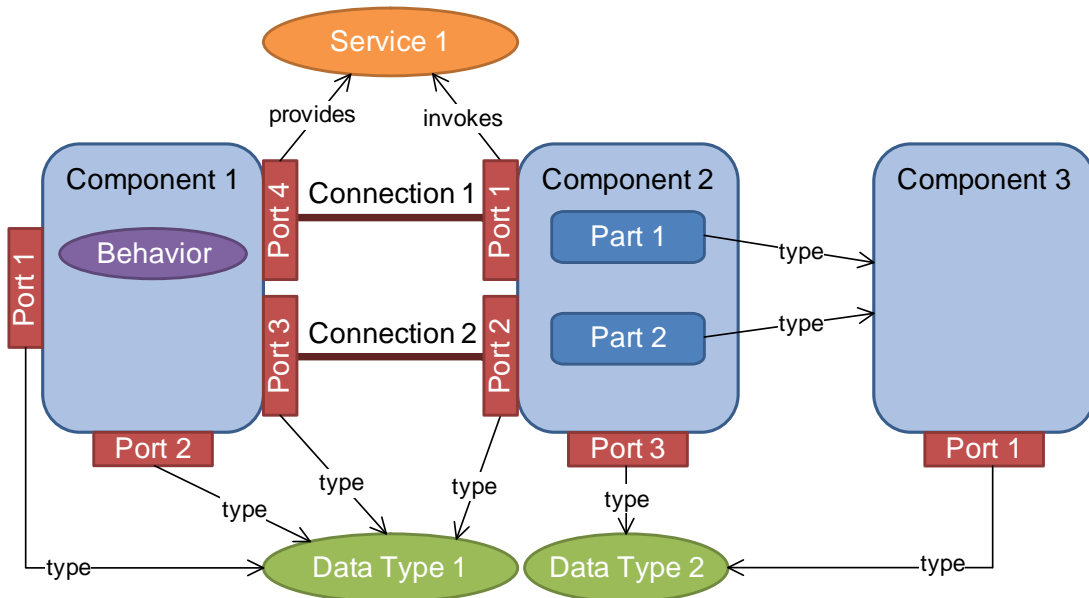 Service 1
provides
invokes
Component 1
Port 4
Connection 1
Port 1
Component 2
Component 3
Port 1
Behavior
Part 1
type
Port 3
Connection 2
Port 2
Part 2
type
Port 2
Port 3
Port 1
type
type
type
type
type
type
Data Type 1
Data Type 2